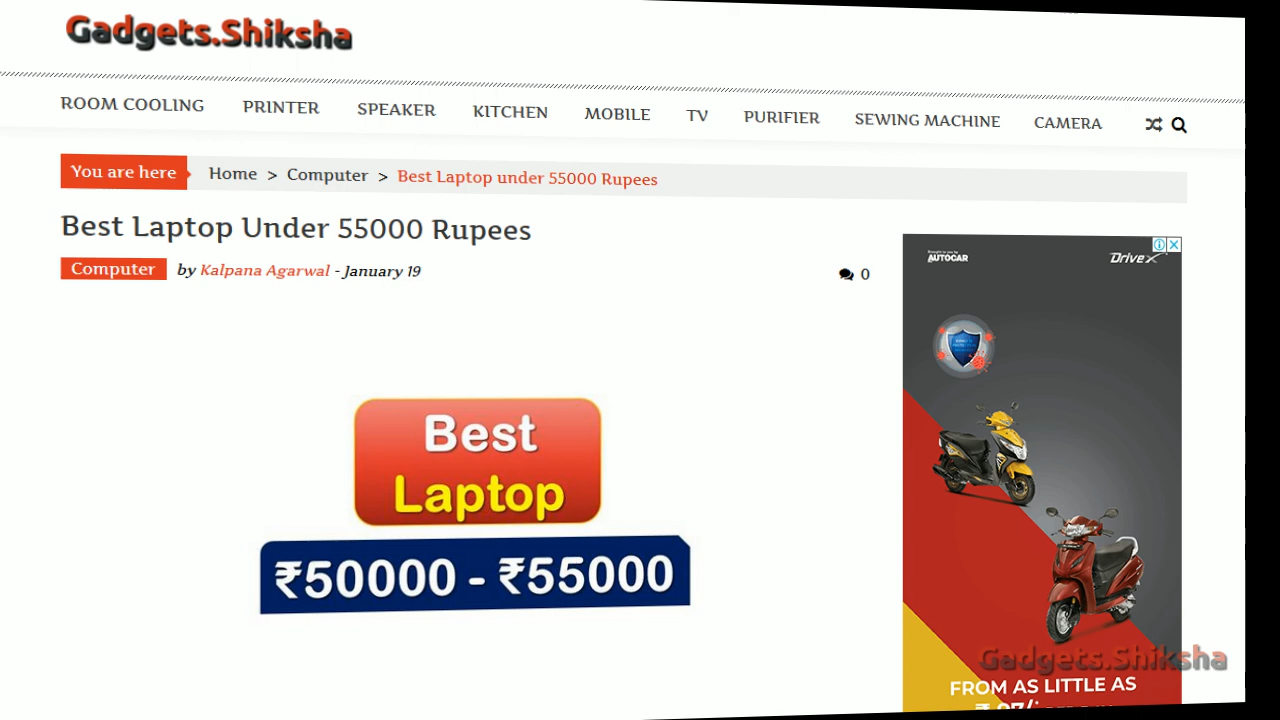 Gadgets.Shiksha
ROOM COOLING PRINTER SPEAKER KITCHEN MOBILE TV PURIFIER SEWING MACHINE CAMERA
You are here Home > Computer > Best Laptop under 55000 Rupees
Best Laptop Under 55000 Rupees
Computer by Kalpana Agarwal - January 19
0
Best
Laptop
₹50000 - ₹55000
AUTOCAR
DriveX
Gadgets.Shiksha
FROM AS LITTLE AS